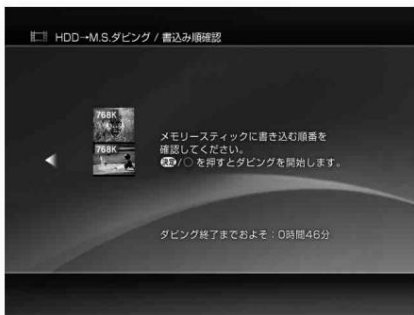 HDD→M.S.ダビング / 書込み順確認
768K
768K
メモリースティックに書き込む順番を
確認してください。
決定/○ を押すとダビングを開始します。
ダビング終了までおよそ：0時間46分